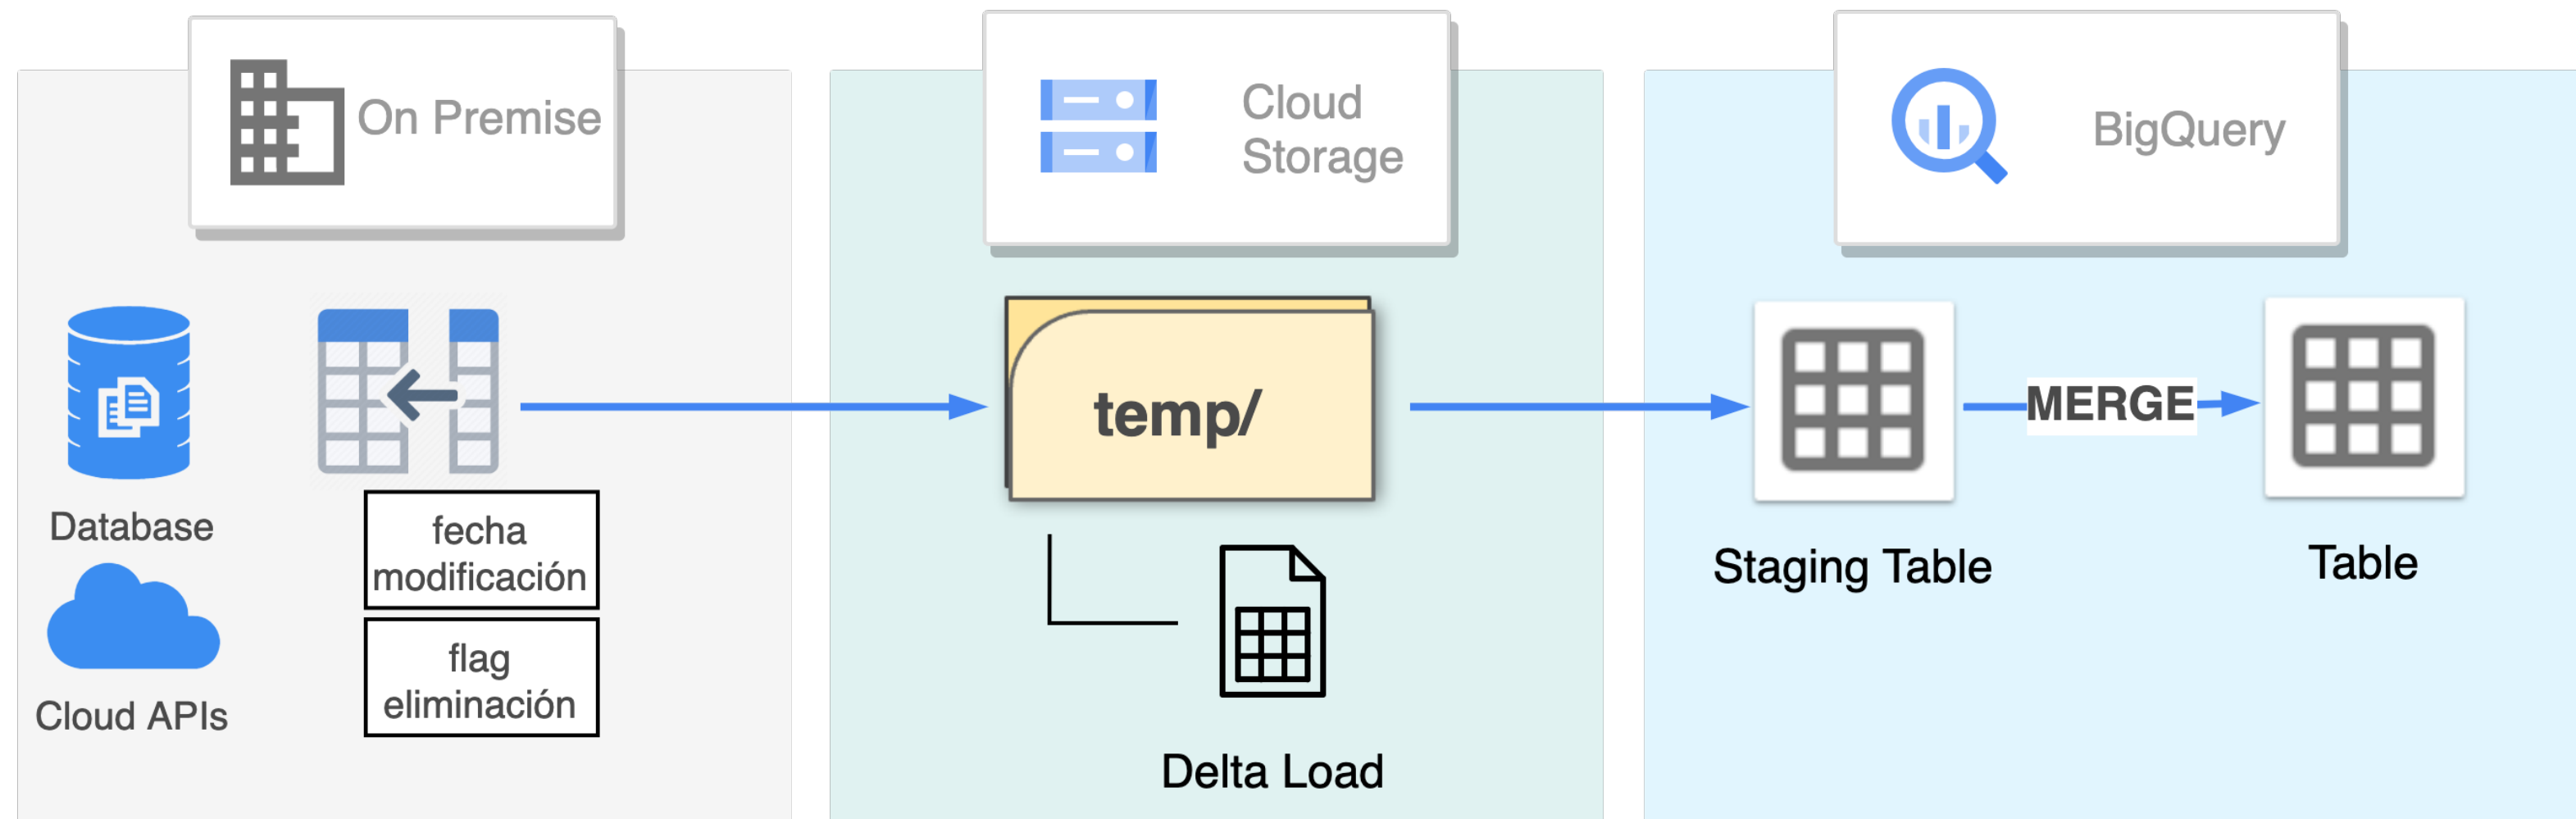 On Premise
Cloud
Storage
BigQuery
Database
Cloud APIs
fecha
modificación
flag
eliminación
temp/
Delta Load
Staging Table
MERGE
Table